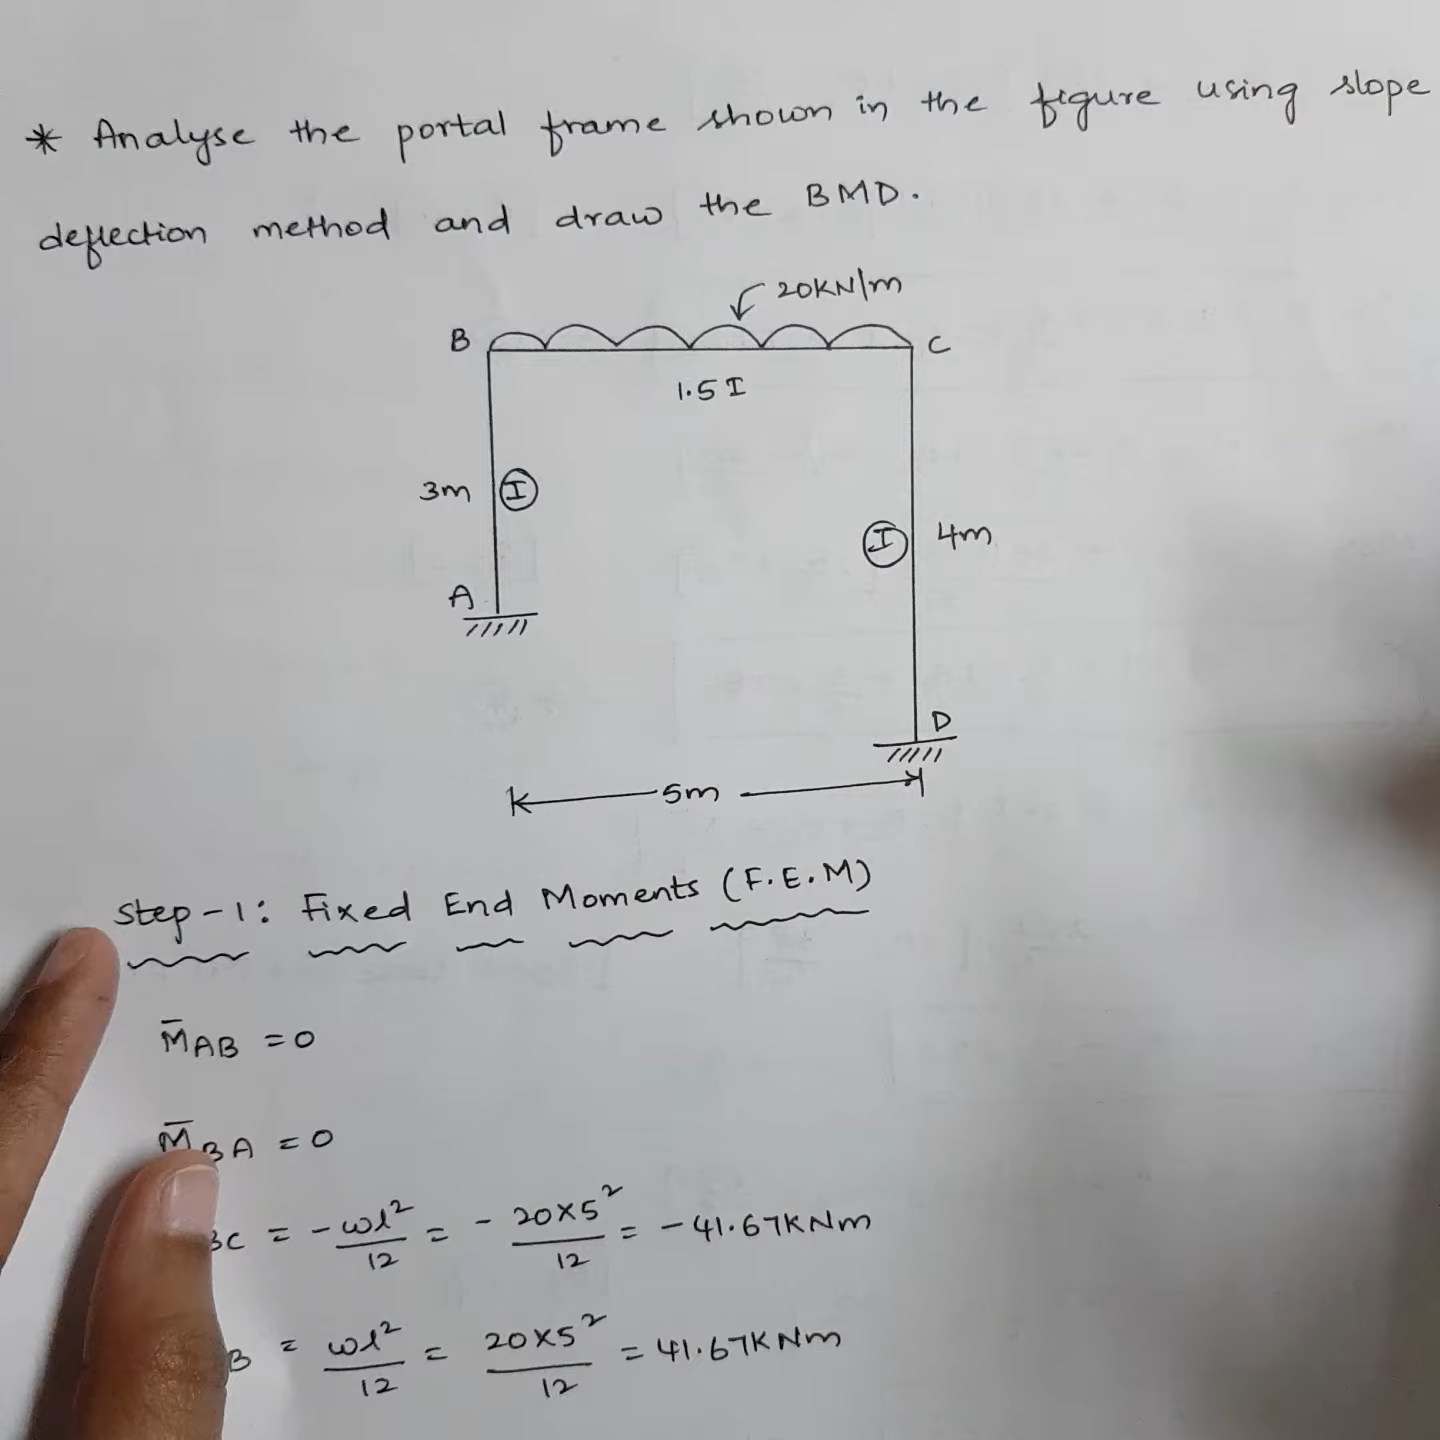 * Analyse the portal frame shown in the figure using slope
deflection method and draw the BMD.
20KN/m
B
C
1.5 I
3m
I
I
4m
A
D
5m
Step-1: Fixed End Moments (F.E.M)
M̅AB = 0
M̅BA = 0
BC = -wl²/12 = - 20×5²/12 = -41.67KNm
B = wl²/12 = 20×5²/12 = 41.67KNm